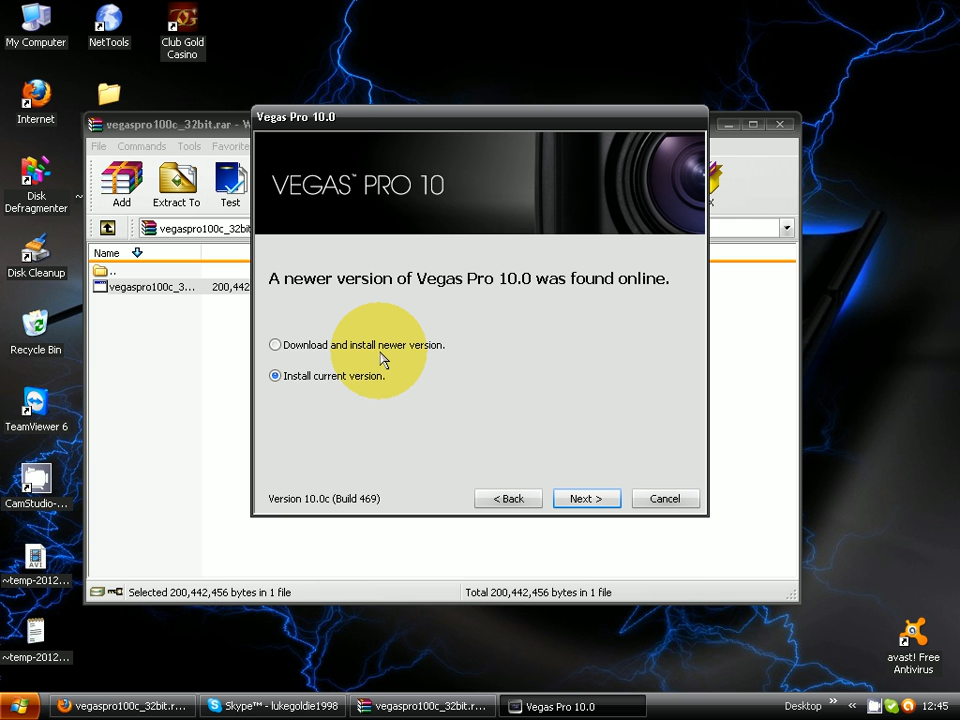 My Computer
NetTools
Club Gold
Casino
Internet
Disk
Defragmenter
~
Disk Cleanup
Recycle Bin
TeamViewer 6
CamStudio-...
~temp-2012...
~temp-2012...
avast! Free
Antivirus
vegaspro100c_32bit.rar - W
File Commands Tools Favorite
Add Extract To Test
vegaspro100c_32bit
Name
..
vegaspro100c_3... 200,442
Selected 200,442,456 bytes in 1 file Total 200,442,456 bytes in 1 file
Vegas Pro 10.0
VEGAS™ PRO 10
A newer version of Vegas Pro 10.0 was found online.
Download and install newer version.
Install current version.
Version 10.0c (Build 469) < Back Next > Cancel
vegaspro100c_32bit.r... Skype™ - lukegoldie1998 vegaspro100c_32bit.r... Vegas Pro 10.0 Desktop » « 12:45